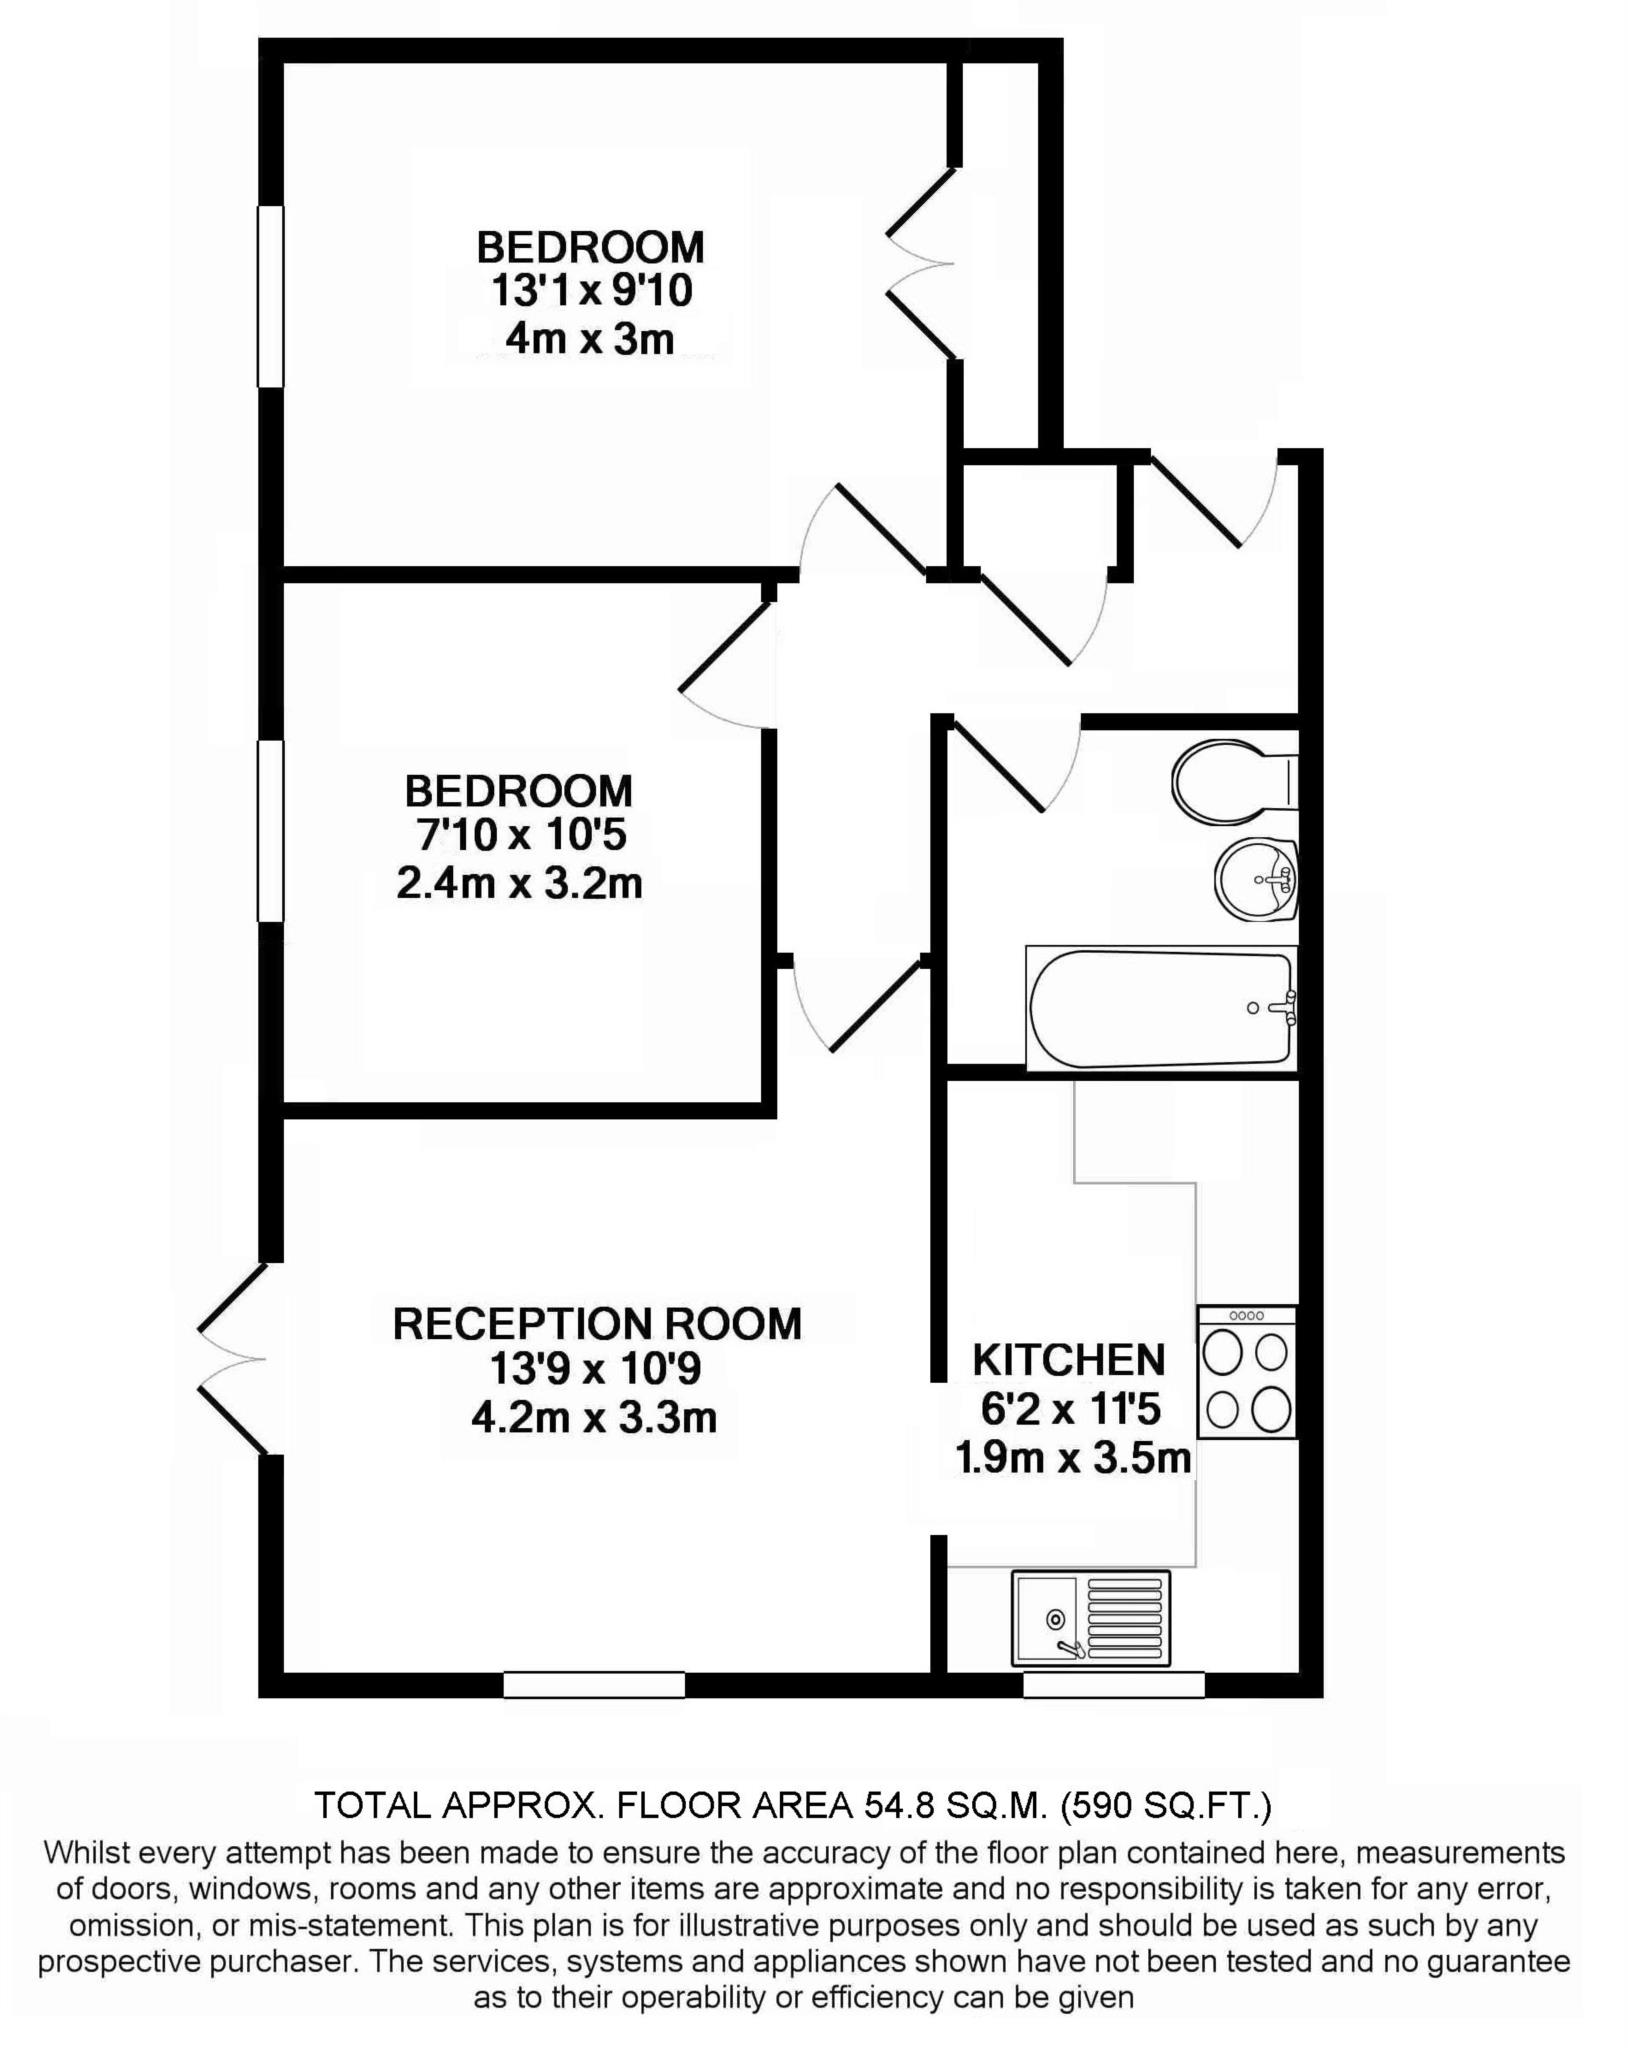 BEDROOM
13'1 x 9'10
4m x 3m
BEDROOM
7'10 x 10'5
2.4m x 3.2m
RECEPTION ROOM
13'9 x 10'9
4.2m x 3.3m
KITCHEN
6'2 x 11'5
1.9m x 3.5m
TOTAL APPROX. FLOOR AREA 54.8 SQ.M. (590 SQ.FT.)
Whilst every attempt has been made to ensure the accuracy of the floor plan contained here, measurements
of doors, windows, rooms and any other items are approximate and no responsibility is taken for any error,
omission, or mis-statement. This plan is for illustrative purposes only and should be used as such by any
prospective purchaser. The services, systems and appliances shown have not been tested and no guarantee
as to their operability or efficiency can be given